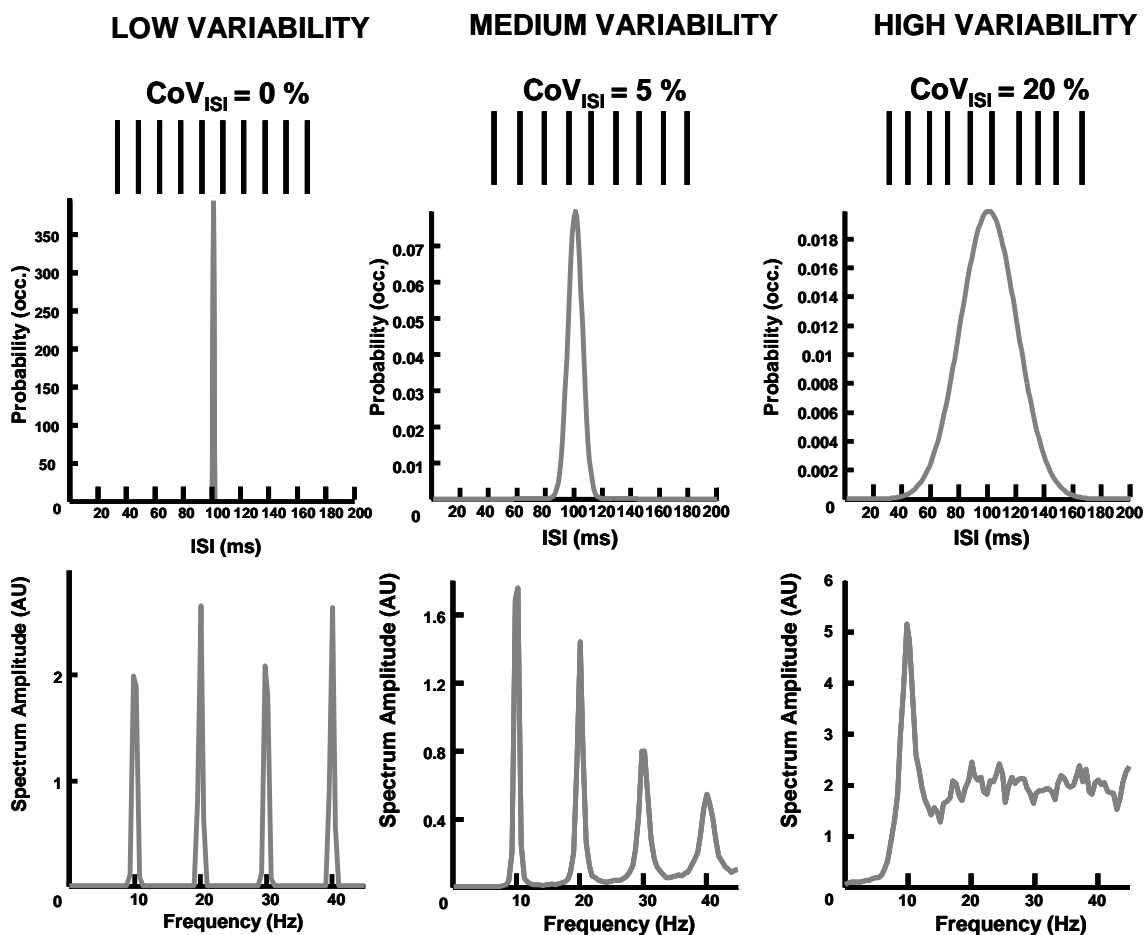 LOW VARIABILITY
MEDIUM VARIABILITY
HIGH VARIABILITY
CoVISI = 0 %
CoVISI = 5 %
CoVISI = 20 %
Probability (occ.)
350
300
250
200
150
100
50
0
20 40 60 80 100 120 140 160 180 200
ISI (ms)
Probability (occ.)
0.07
0.06
0.05
0.04
0.03
0.02
0.01
0
20 40 60 80 100 120 140 160 180 200
ISI (ms)
Probability (occ.)
0.018
0.016
0.014
0.012
0.01
0.008
0.006
0.004
0.002
0
20 40 60 80 100 120 140 160 180 200
ISI (ms)
Spectrum Amplitude (AU)
2
1
0
10 20 30 40
Frequency (Hz)
Spectrum Amplitude (AU)
1.6
1.2
0.8
0.4
0
10 20 30 40
Frequency (Hz)
Spectrum Amplitude (AU)
6
5
4
3
2
1
0
10 20 30 40
Frequency (Hz)